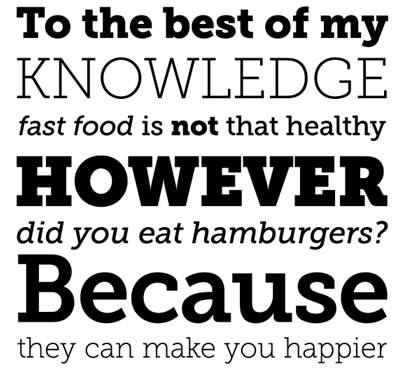 To the best of my
KNOWLEDGE
fast food is not that healthy
HOWEVER
did you eat hamburgers?
Because
they can make you happier